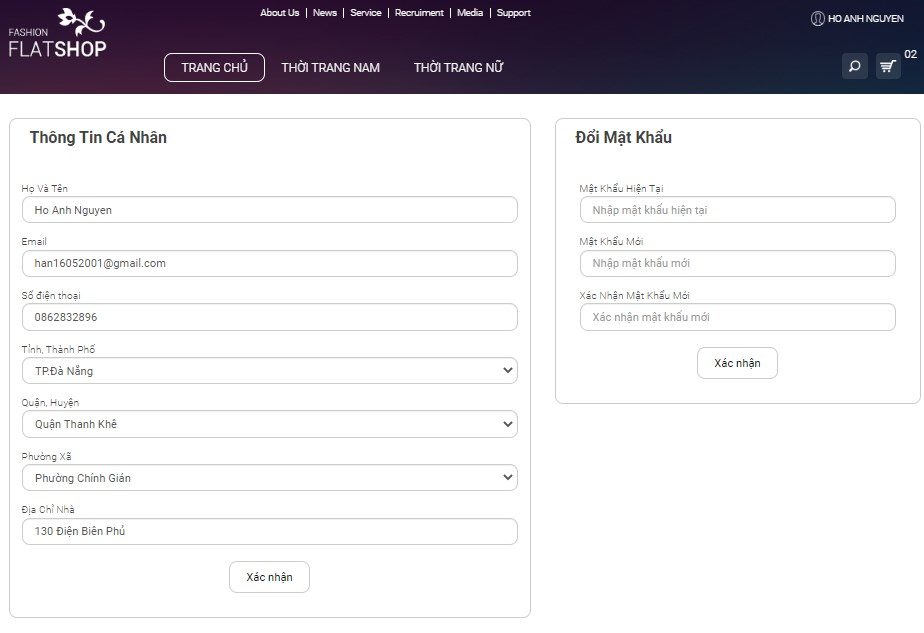 About Us | News | Service | Recruiment | Media | Support
HO ANH NGUYEN
FASHION
FLATSHOP
02
TRANG CHỦ
THỜI TRANG NAM
THỜI TRANG NỮ
Thông Tin Cá Nhân
Họ Và Tên
Ho Anh Nguyen
Email
han16052001@gmail.com
Số điện thoại
0862832896
Tỉnh, Thành Phố
TP.Đà Nẵng
Quận, Huyện
Quận Thanh Khê
Phường Xã
Phường Chính Gián
Địa Chỉ Nhà
130 Điện Biên Phủ
Xác nhận
Đổi Mật Khẩu
Mật Khẩu Hiện Tại
Nhập mật khẩu hiện tại
Mật Khẩu Mới
Nhập mật khẩu mới
Xác Nhận Mật Khẩu Mới
Xác nhận mật khẩu mới
Xác nhận